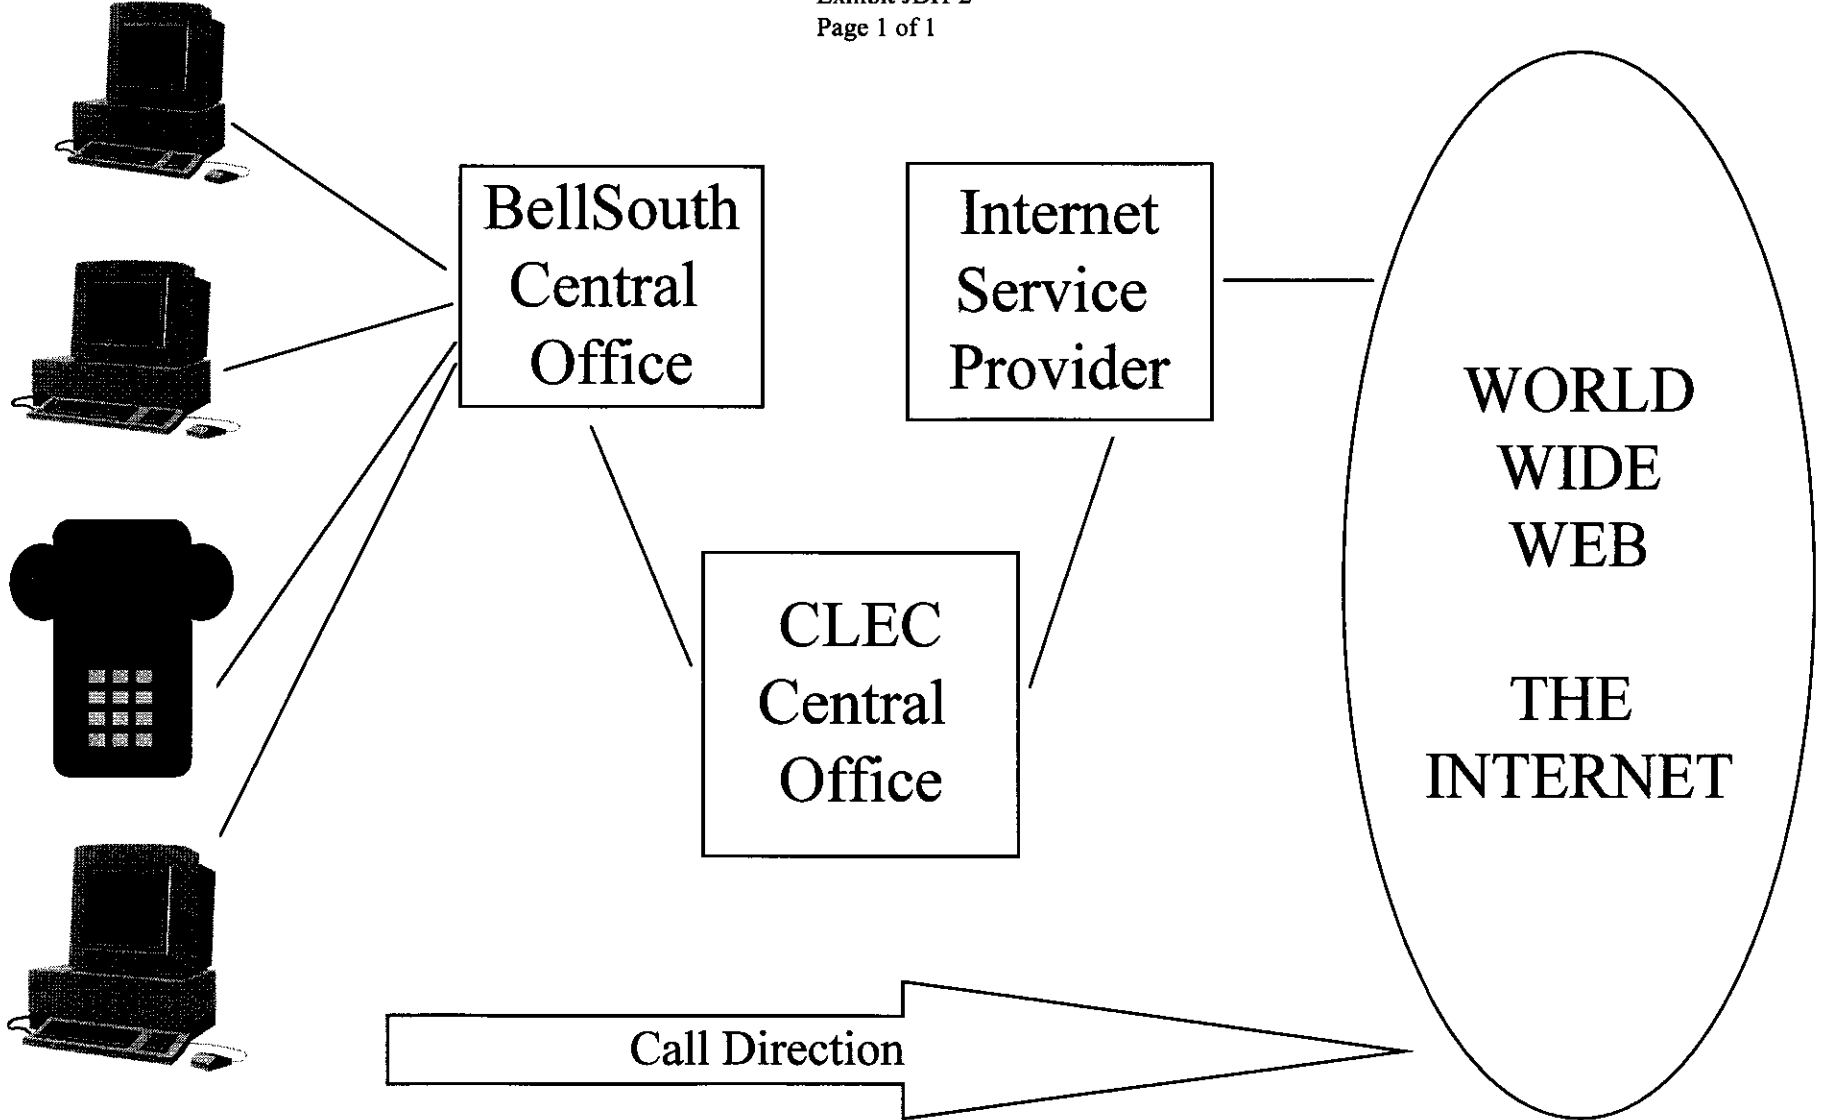 Page 1 of 1
BellSouth
Central
Office
Internet
Service
Provider
CLEC
Central
Office
WORLD
WIDE
WEB
THE
INTERNET
Call Direction